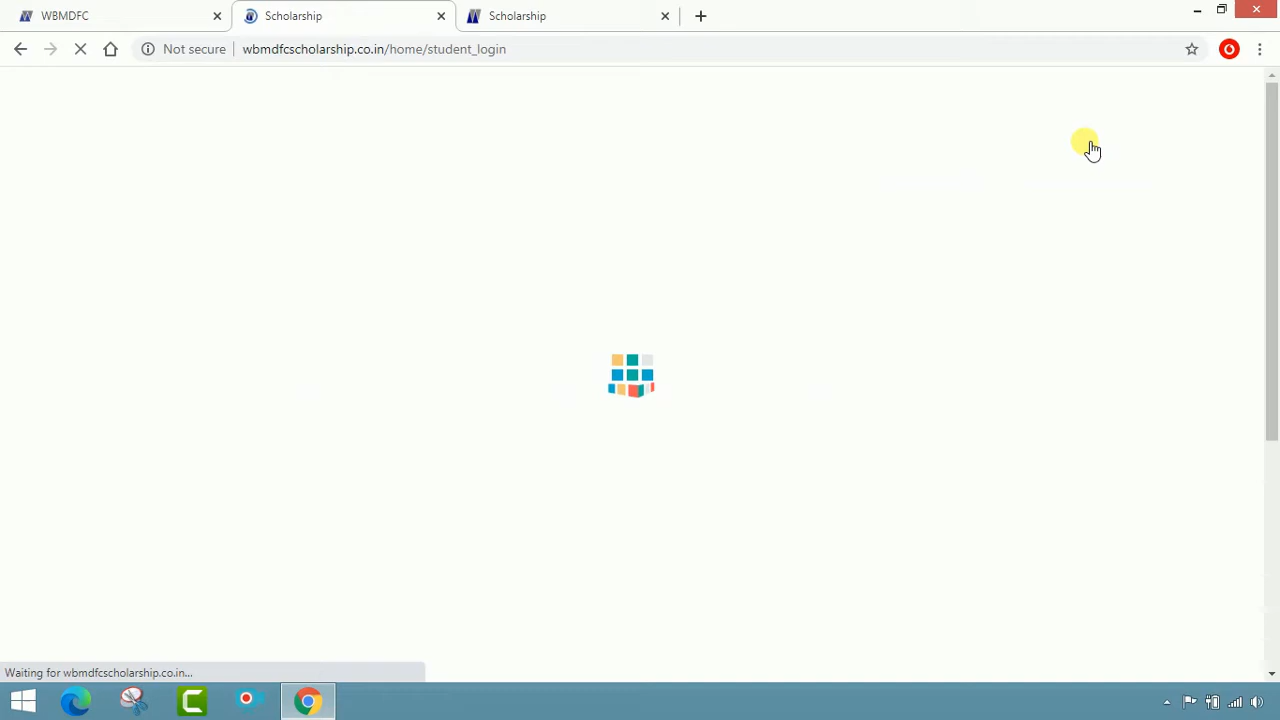 WBMDFC
Scholarship
Scholarship
Not secure
wbmdfcscholarship.co.in/home/student_login
Waiting for wbmdfcscholarship.co.in...